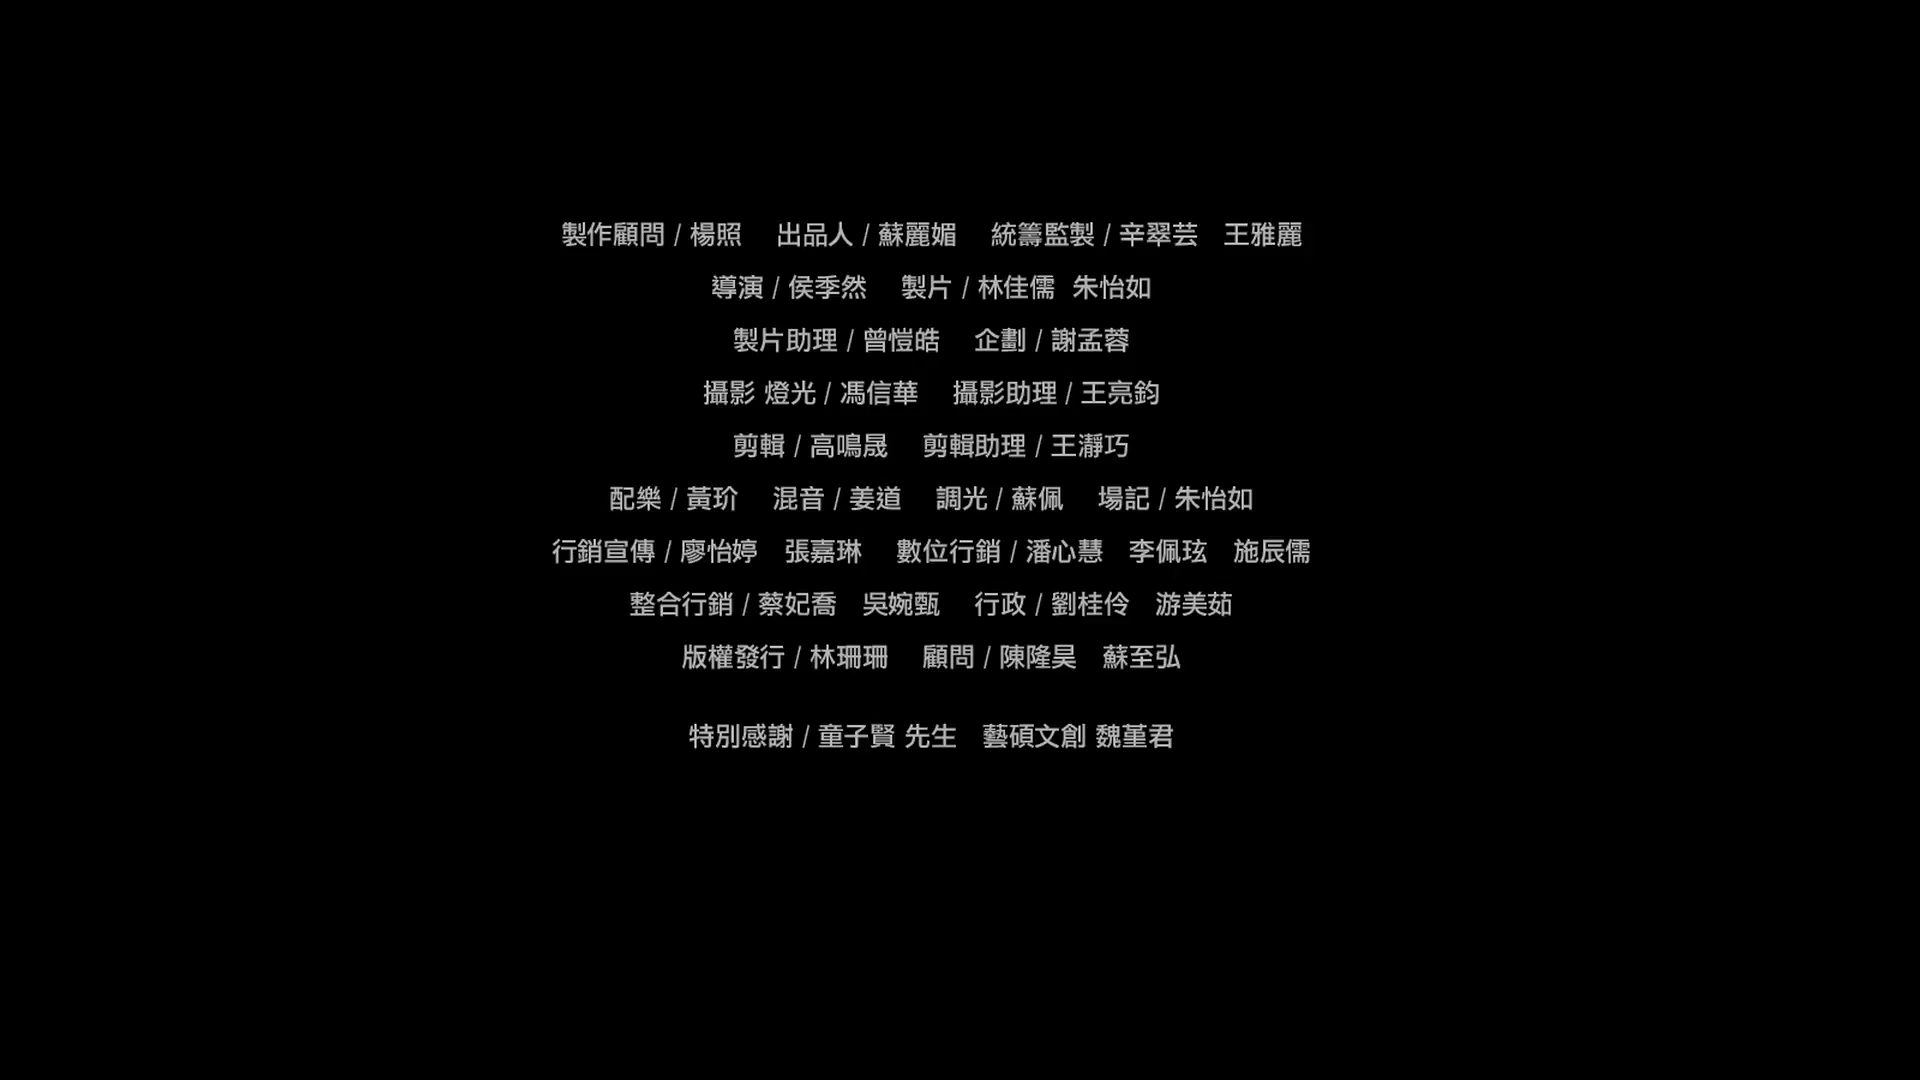 製作顧問 / 楊照　出品人 / 蘇麗媚　統籌監製 / 辛翠芸　王雅麗
導演 / 侯季然　製片 / 林佳儒　朱怡如
製片助理 / 曾愷皓　企劃 / 謝孟蓉
攝影 燈光 / 馮信華　攝影助理 / 王亮鈞
剪輯 / 高鳴晟　剪輯助理 / 王瀞巧
配樂 / 黃玠　混音 / 姜道　調光 / 蘇佩　場記 / 朱怡如
行銷宣傳 / 廖怡婷　張嘉琳　數位行銷 / 潘心慧　李佩玹　施辰儒
整合行銷 / 蔡妃喬　吳婉甄　行政 / 劉桂伶　游美茹
版權發行 / 林珊珊　顧問 / 陳隆昊　蘇至弘
特別感謝 / 童子賢 先生　藝碩文創 魏堇君